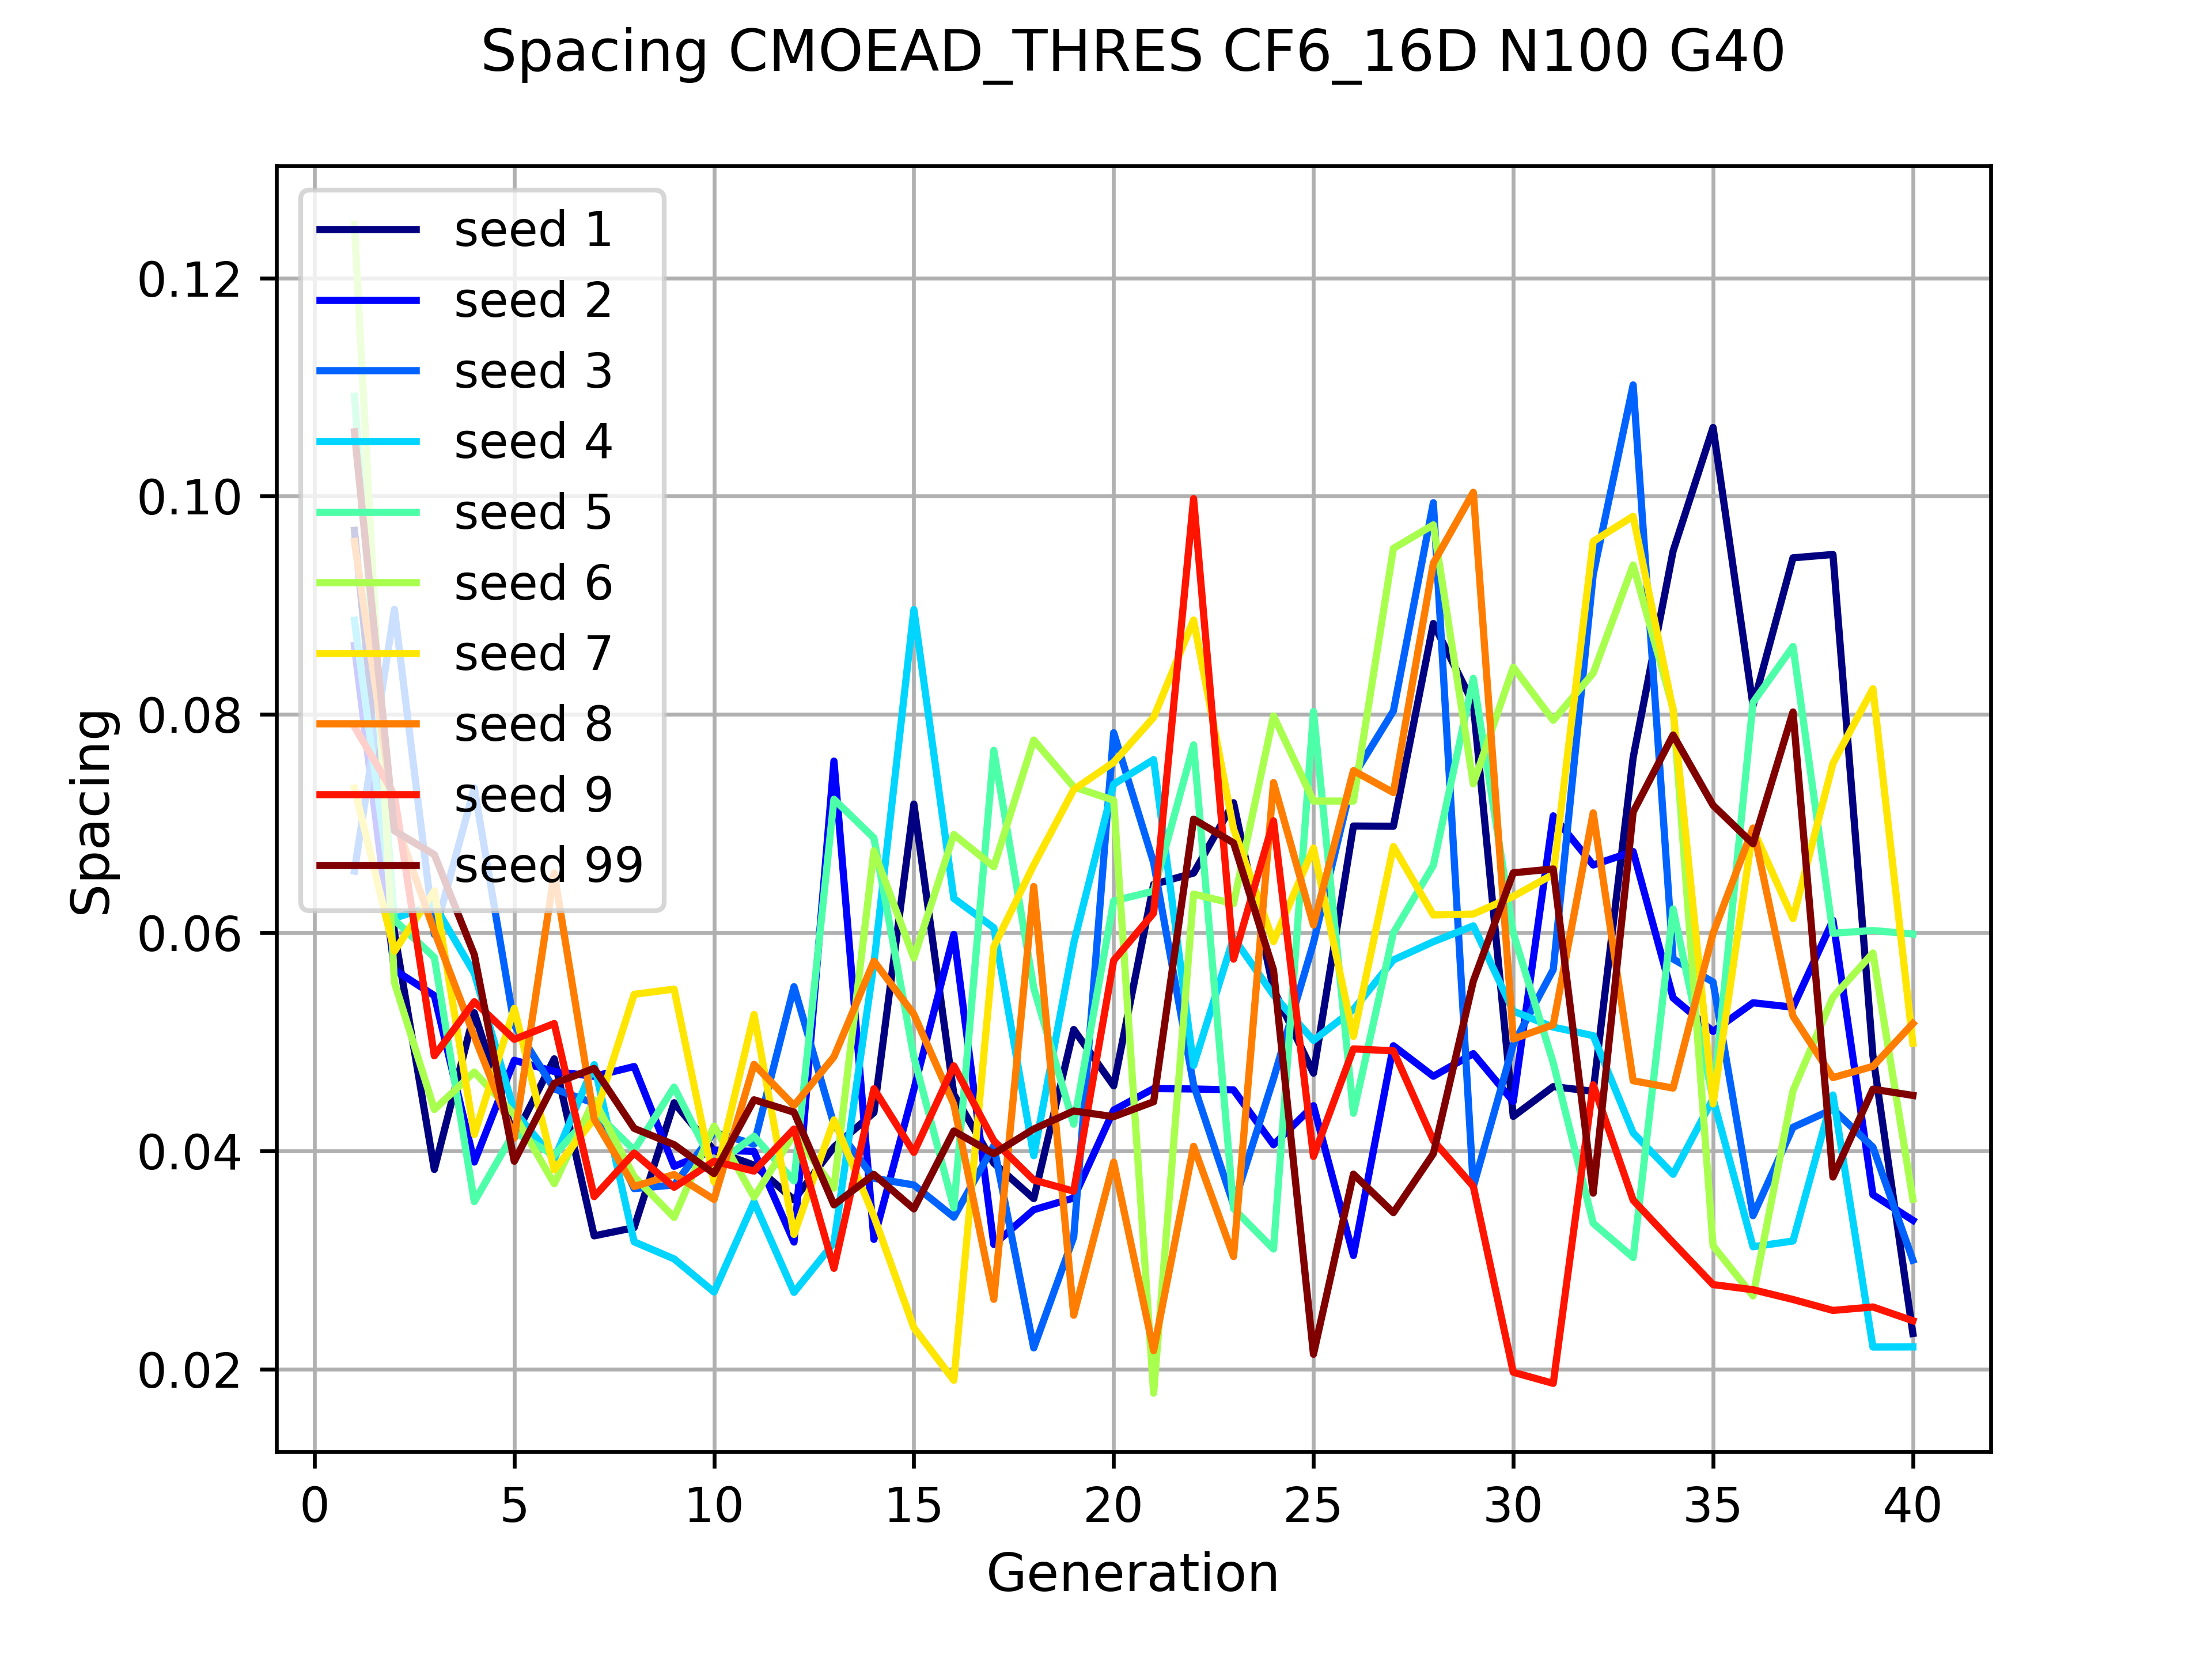 Spacing CMOEAD_THRES CF6_16D N100 G40
seed 1
seed 2
seed 3
seed 4
seed 5
seed 6
seed 7
seed 8
seed 9
seed 99
0.12
0.10
0.08
0.06
0.04
0.02
Spacing
0 5 10 15 20 25 30 35 40
Generation